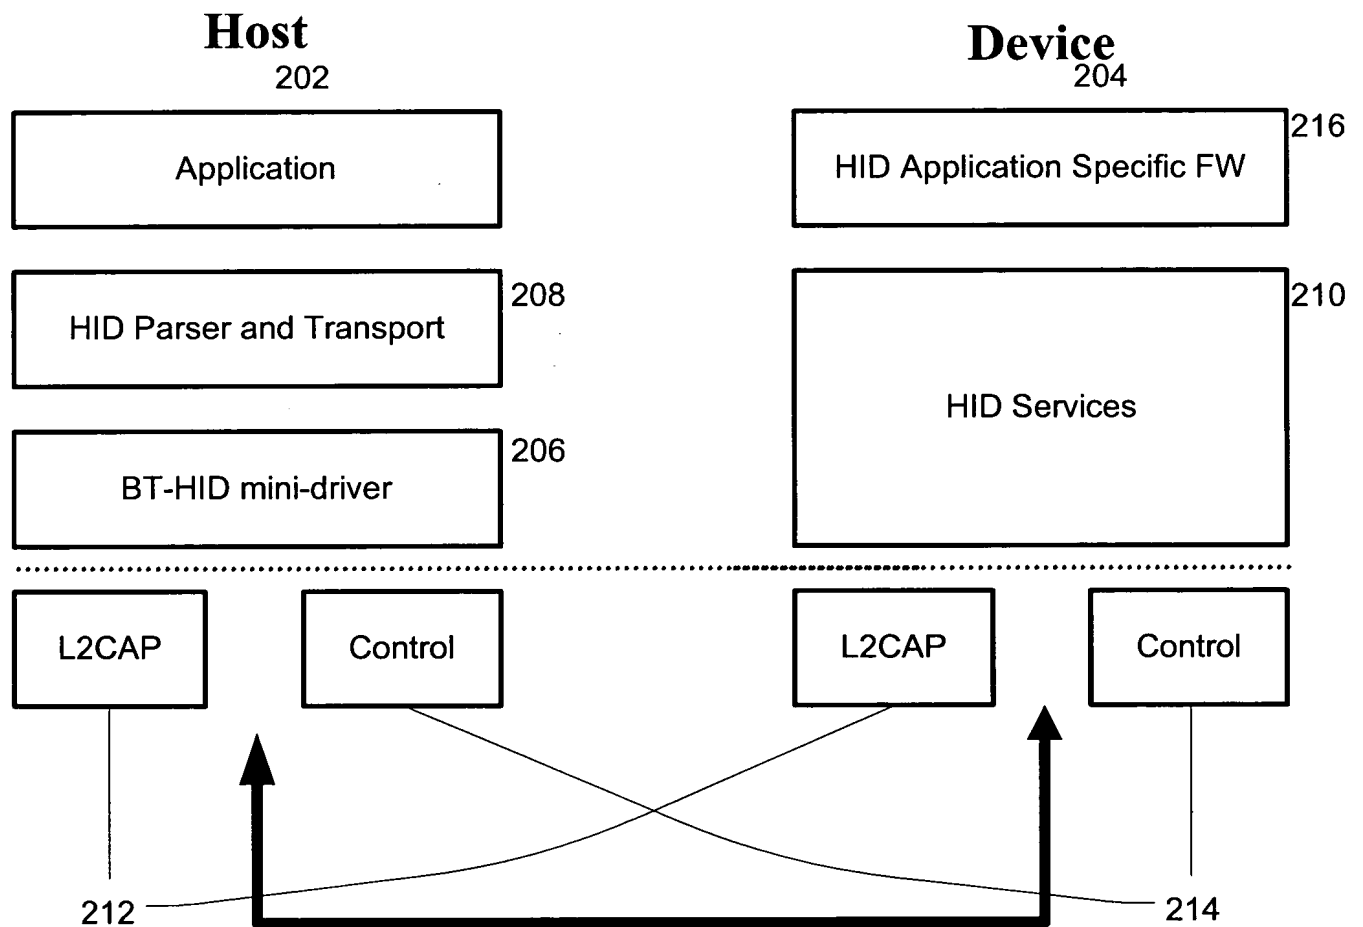 Host
202
Device
204
Application
HID Application Specific FW
216
HID Parser and Transport
208
HID Services
210
BT-HID mini-driver
206
L2CAP
Control
L2CAP
Control
212
214